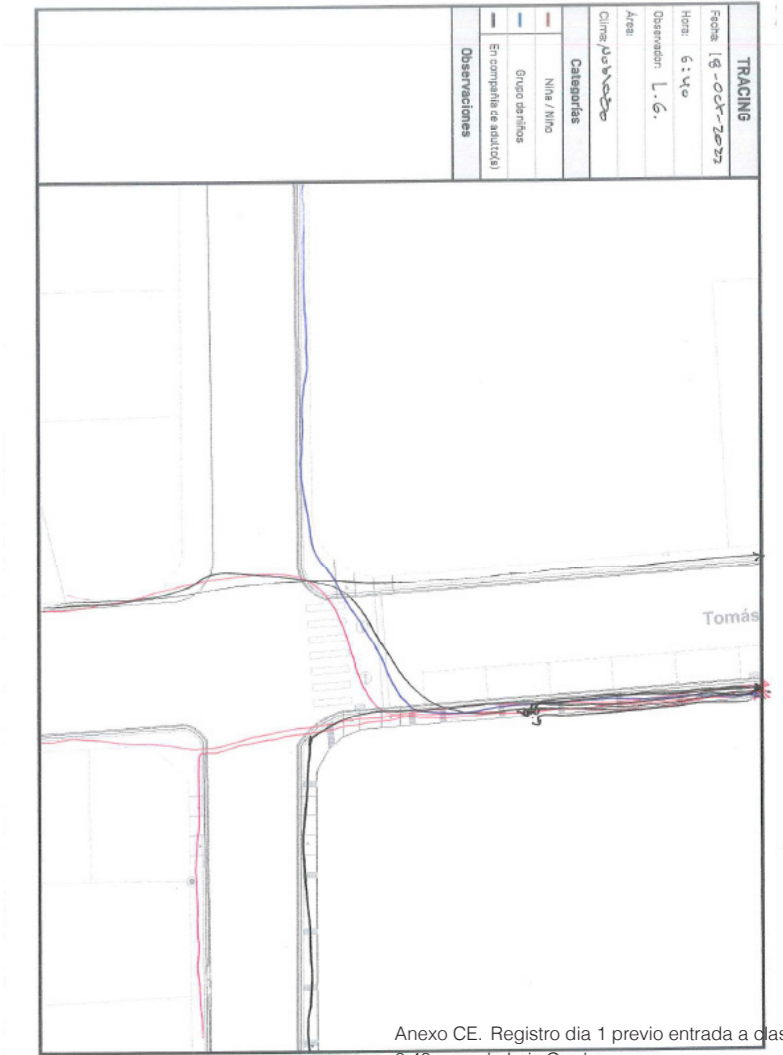 TRACING
Fecha: 18-Oct-2022
Hora: 6:40
Observador: L.G.
Área:
Clima: Nublado
Categorías
Niña / Niño
Grupo de niños
En compañía de adulto(s)
Observaciones
Tomás
Anexo CE. Registro dia 1 previo entrada a clas